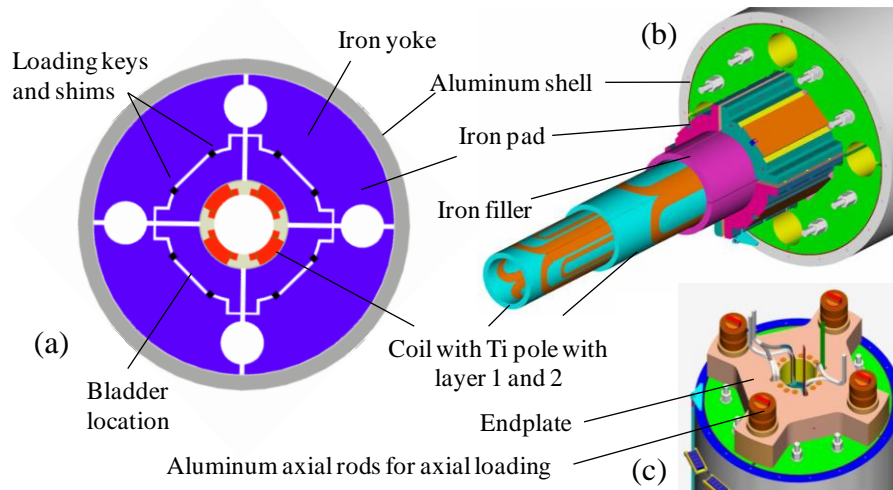 Iron yoke
(b)
Loading keys
and shims
Aluminum shell
Iron pad
Iron filler
(a)
Coil with Ti pole with
layer 1 and 2
Bladder
location
Endplate
Aluminum axial rods for axial loading
(c)